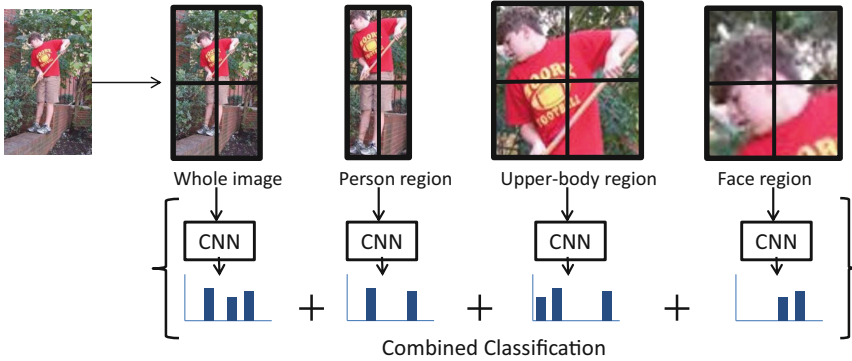 Whole image
Person region
Upper-body region
Face region
CNN
CNN
CNN
CNN
+
+
+
Combined Classification